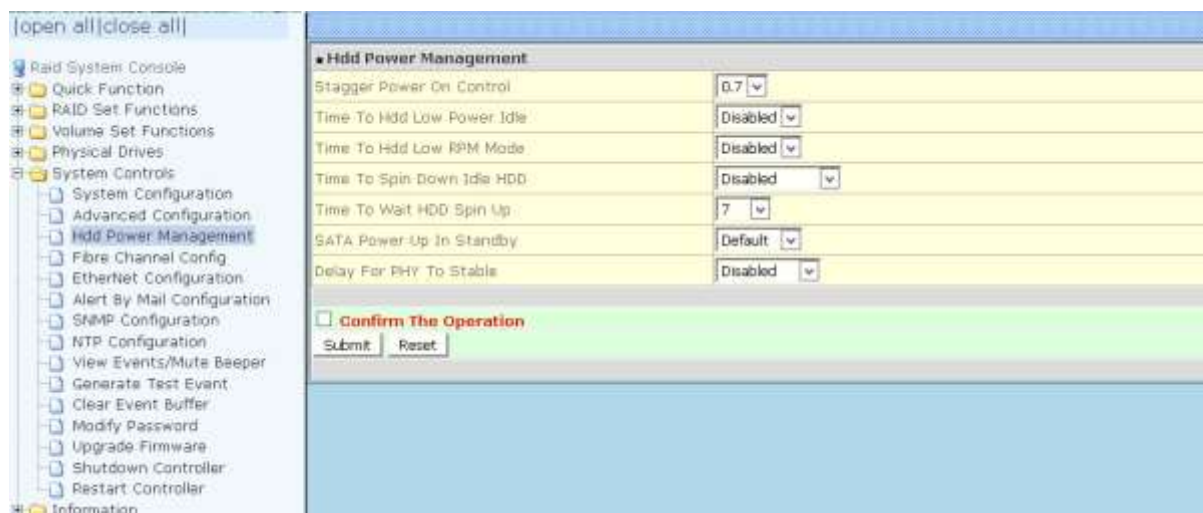 |open all||close all|
Raid System Console
Quick Function
RAID Set Functions
Volume Set Functions
Physical Drives
System Controls
System Configuration
Advanced Configuration
Hdd Power Management
Fibre Channel Config
EtherNet Configuration
Alert By Mail Configuration
SNMP Configuration
NTP Configuration
View Events/Mute Beeper
Generate Test Event
Clear Event Buffer
Modify Password
Upgrade Firmware
Shutdown Controller
Restart Controller
Information
Hdd Power Management
Stagger Power On Control 0.7
Time To Hdd Low Power Idle Disabled
Time To Hdd Low RPM Mode Disabled
Time To Spin Down Idle HDD Disabled
Time To Wait HDD Spin Up 7
SATA Power Up In Standby Default
Delay For PHY To Stable Disabled
Confirm The Operation
Submit Reset